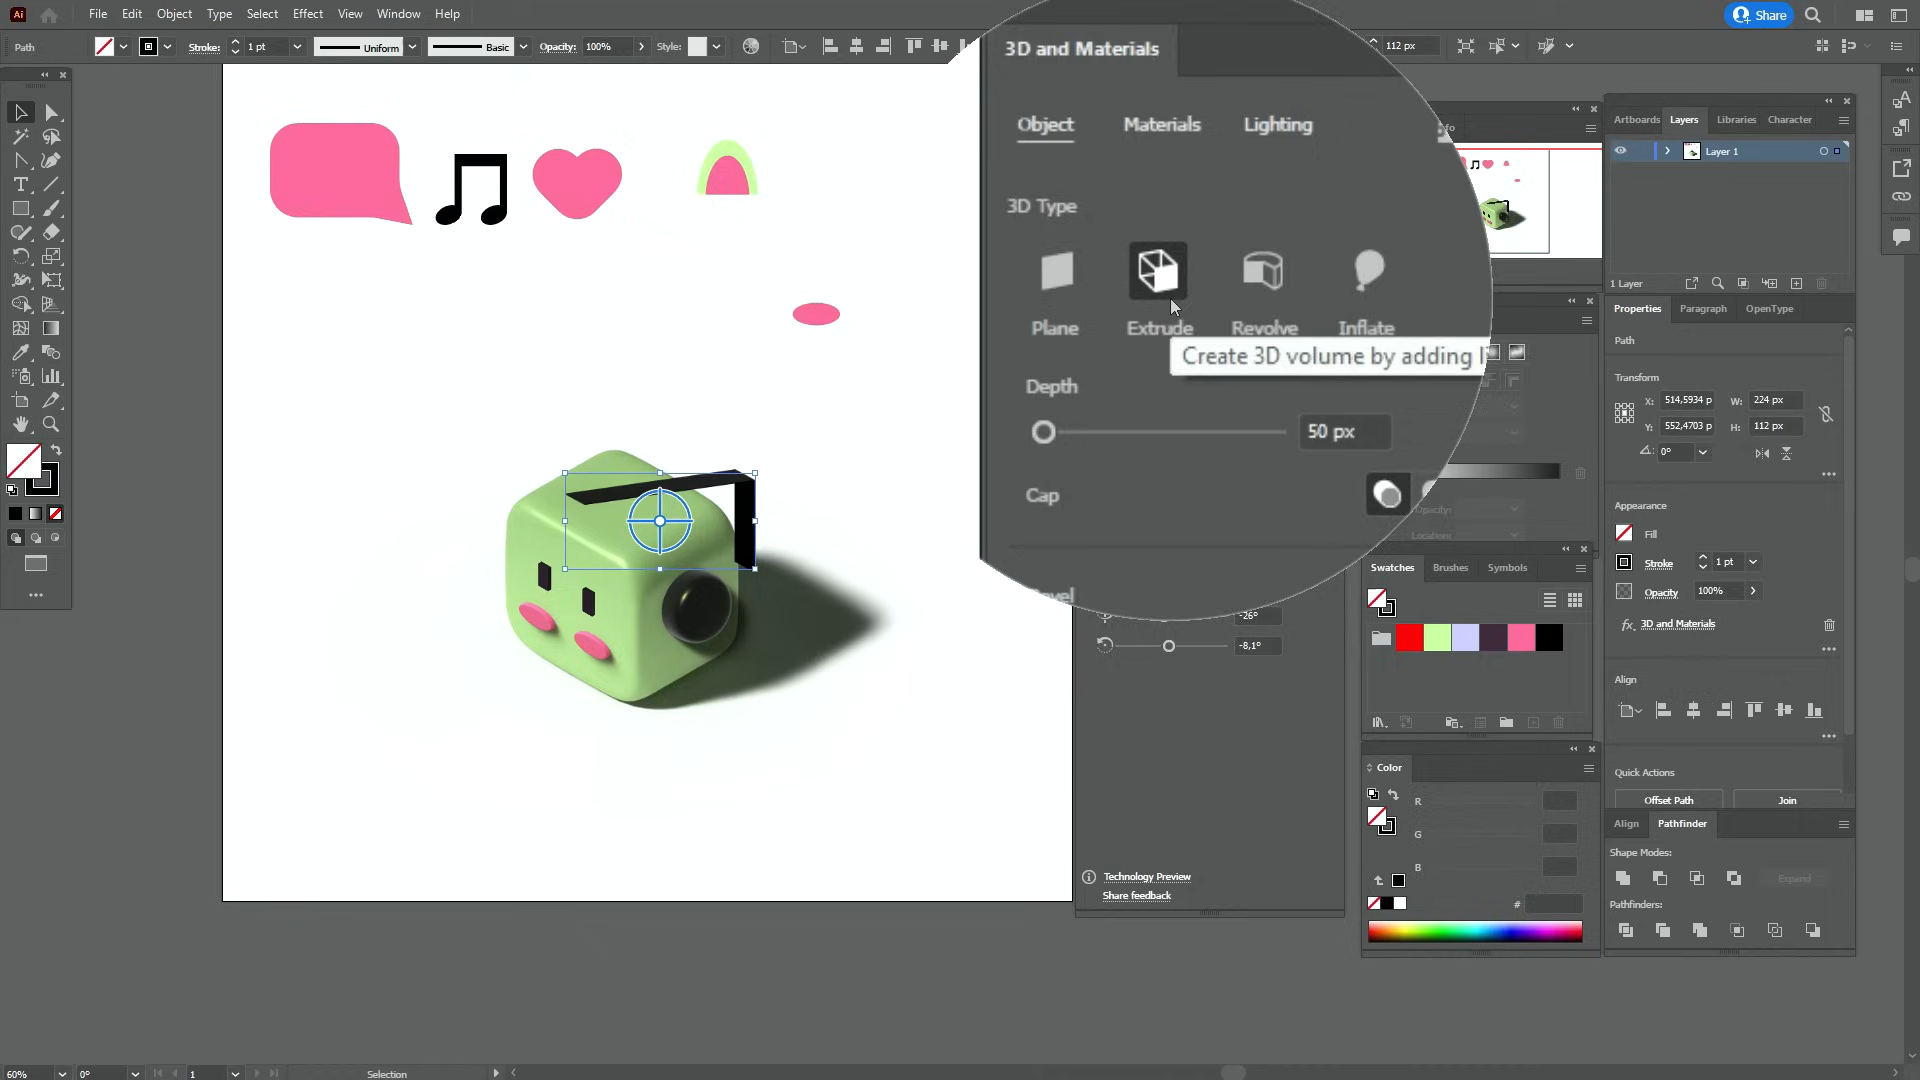 Ai
File Edit Object Type Select Effect View Window Help
Share
Path
Stroke:
1 pt
Uniform
Basic
Opacity:
100%
Style:
112 px
3D and Materials
Object Materials Lighting
3D Type
Plane Extrude Revolve Inflate
Create 3D volume by adding
Depth
50 px
Cap
-26°
-8,1°
Technology Preview
Share feedback
Artboards Layers Libraries Character
Layer 1
1 Layer
Properties Paragraph OpenType
Path
Transform
X: 514,5934 p W: 224 px
Y: 552,4703 p H: 112 px
0°
Appearance
Fill
Stroke 1 pt
Opacity 100%
fx 3D and Materials
Align
Quick Actions
Offset Path Join
Align Pathfinder
Shape Modes:
Expand
Pathfinders:
Opacity:
Location:
Swatches Brushes Symbols
Color
R
G
B
#
60% 0° 1 Selection